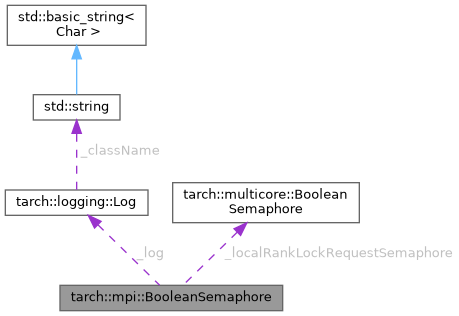 std::basic_string<
Char >
std::string
_className
tarch::logging::Log
tarch::multicore::Boolean
Semaphore
_log
_localRankLockRequestSemaphore
tarch::mpi::BooleanSemaphore